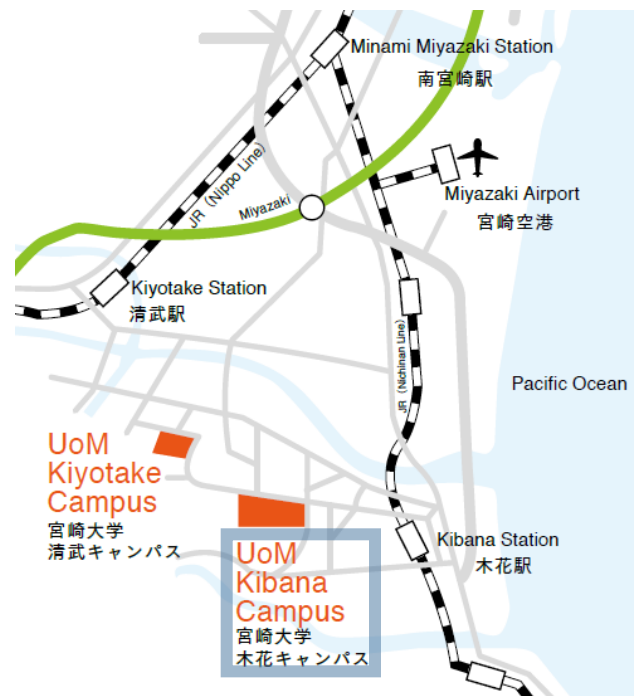 Minami Miyazaki Station
南宮崎駅
JR（Nippo Line）
Miyazaki
Miyazaki Airport
宮崎空港
Kiyotake Station
清武駅
JR（Nichinan Line）
Pacific Ocean
UoM
Kiyotake
Campus
宮崎大学
清武キャンパス
Kibana Station
木花駅
UoM
Kibana
Campus
宮崎大学
木花キャンパス